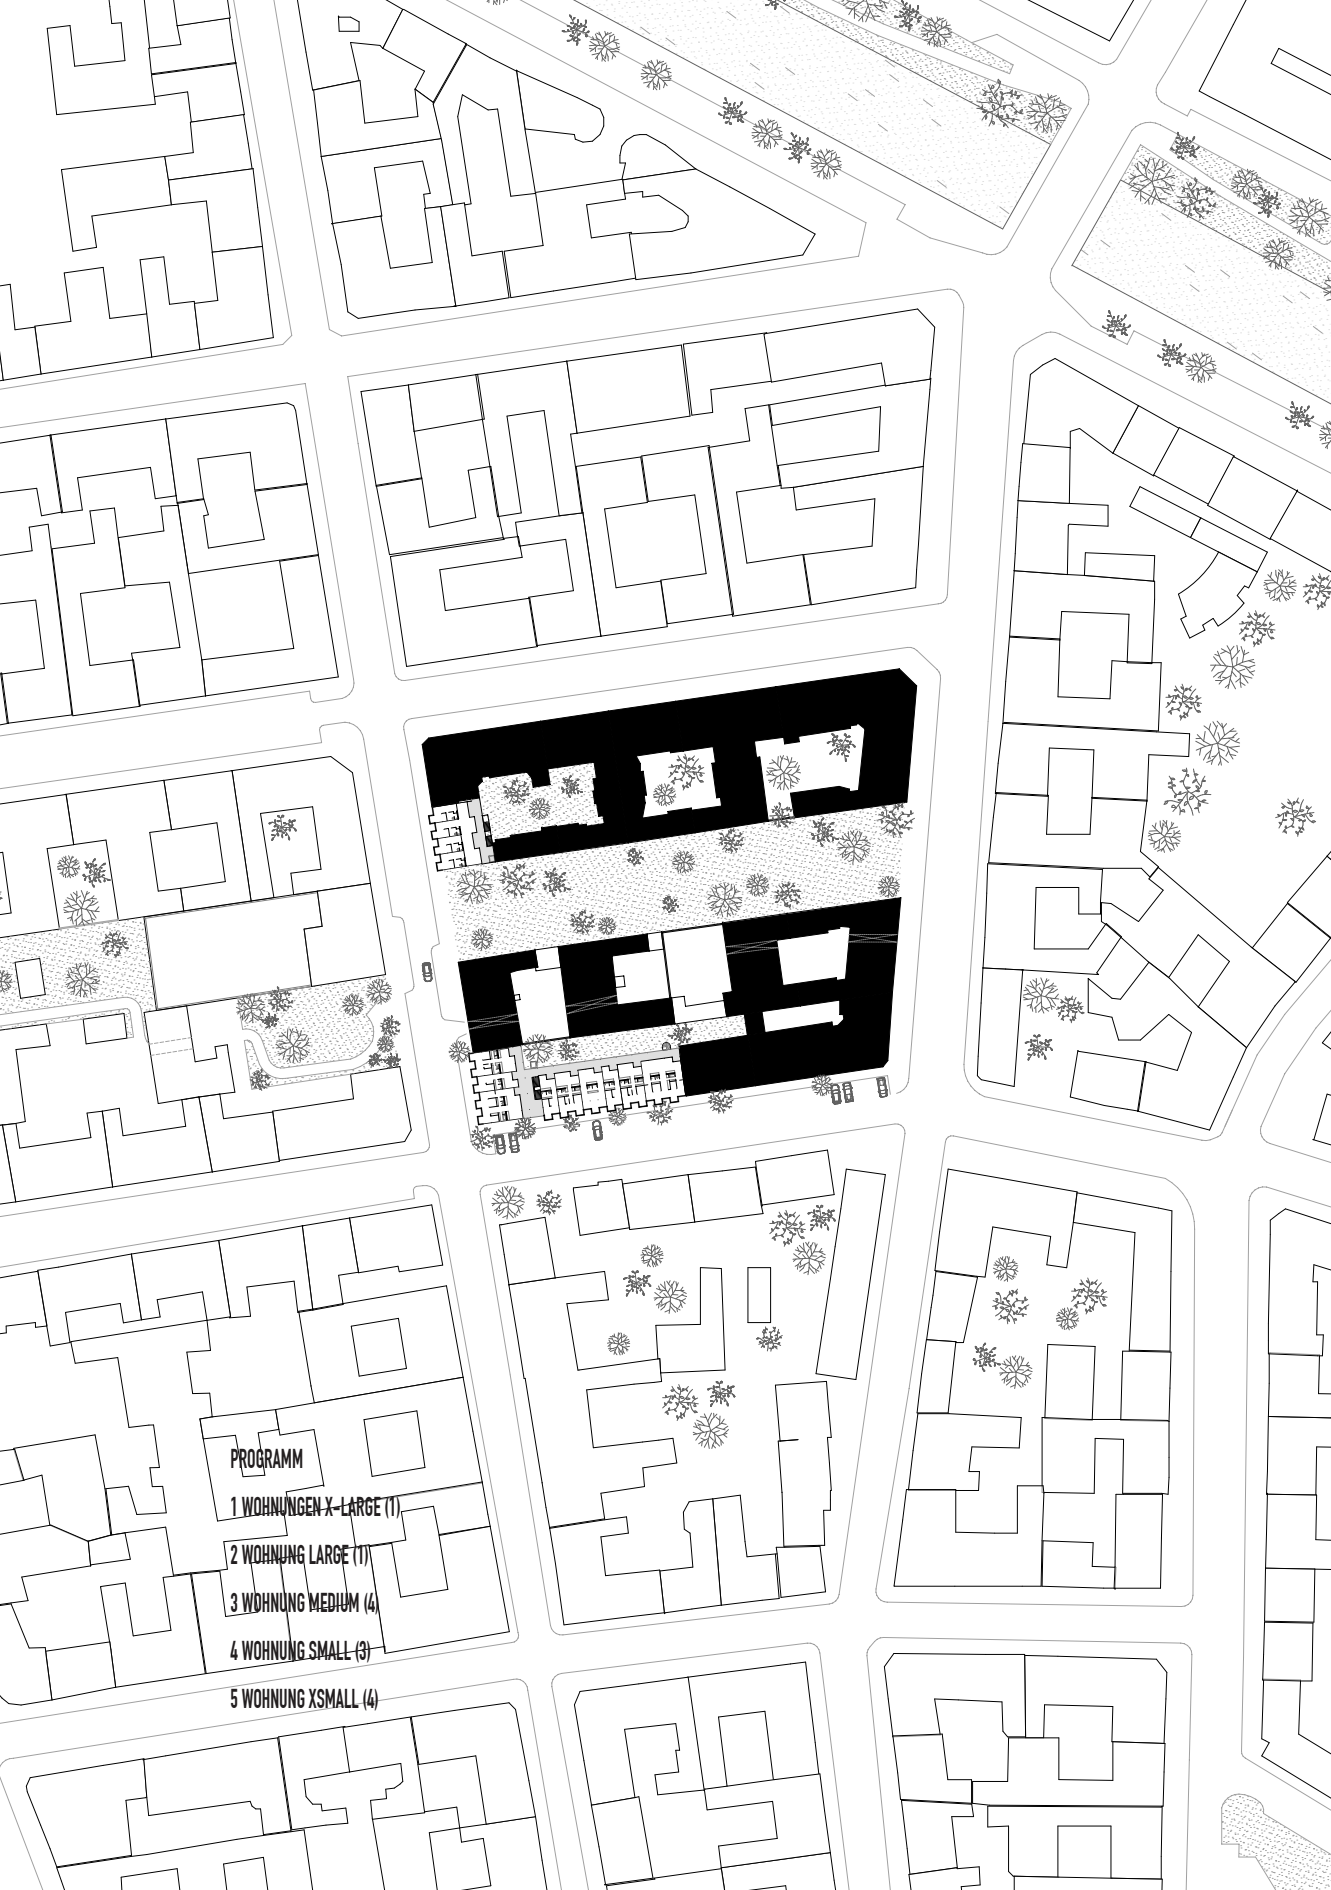 PROGRAMM
1 WOHNUNGEN X-LARGE (1)
2 WOHNUNG LARGE (1)
3 WOHNUNG MEDIUM (4)
4 WOHNUNG SMALL (3)
5 WOHNUNG XSMALL (4)